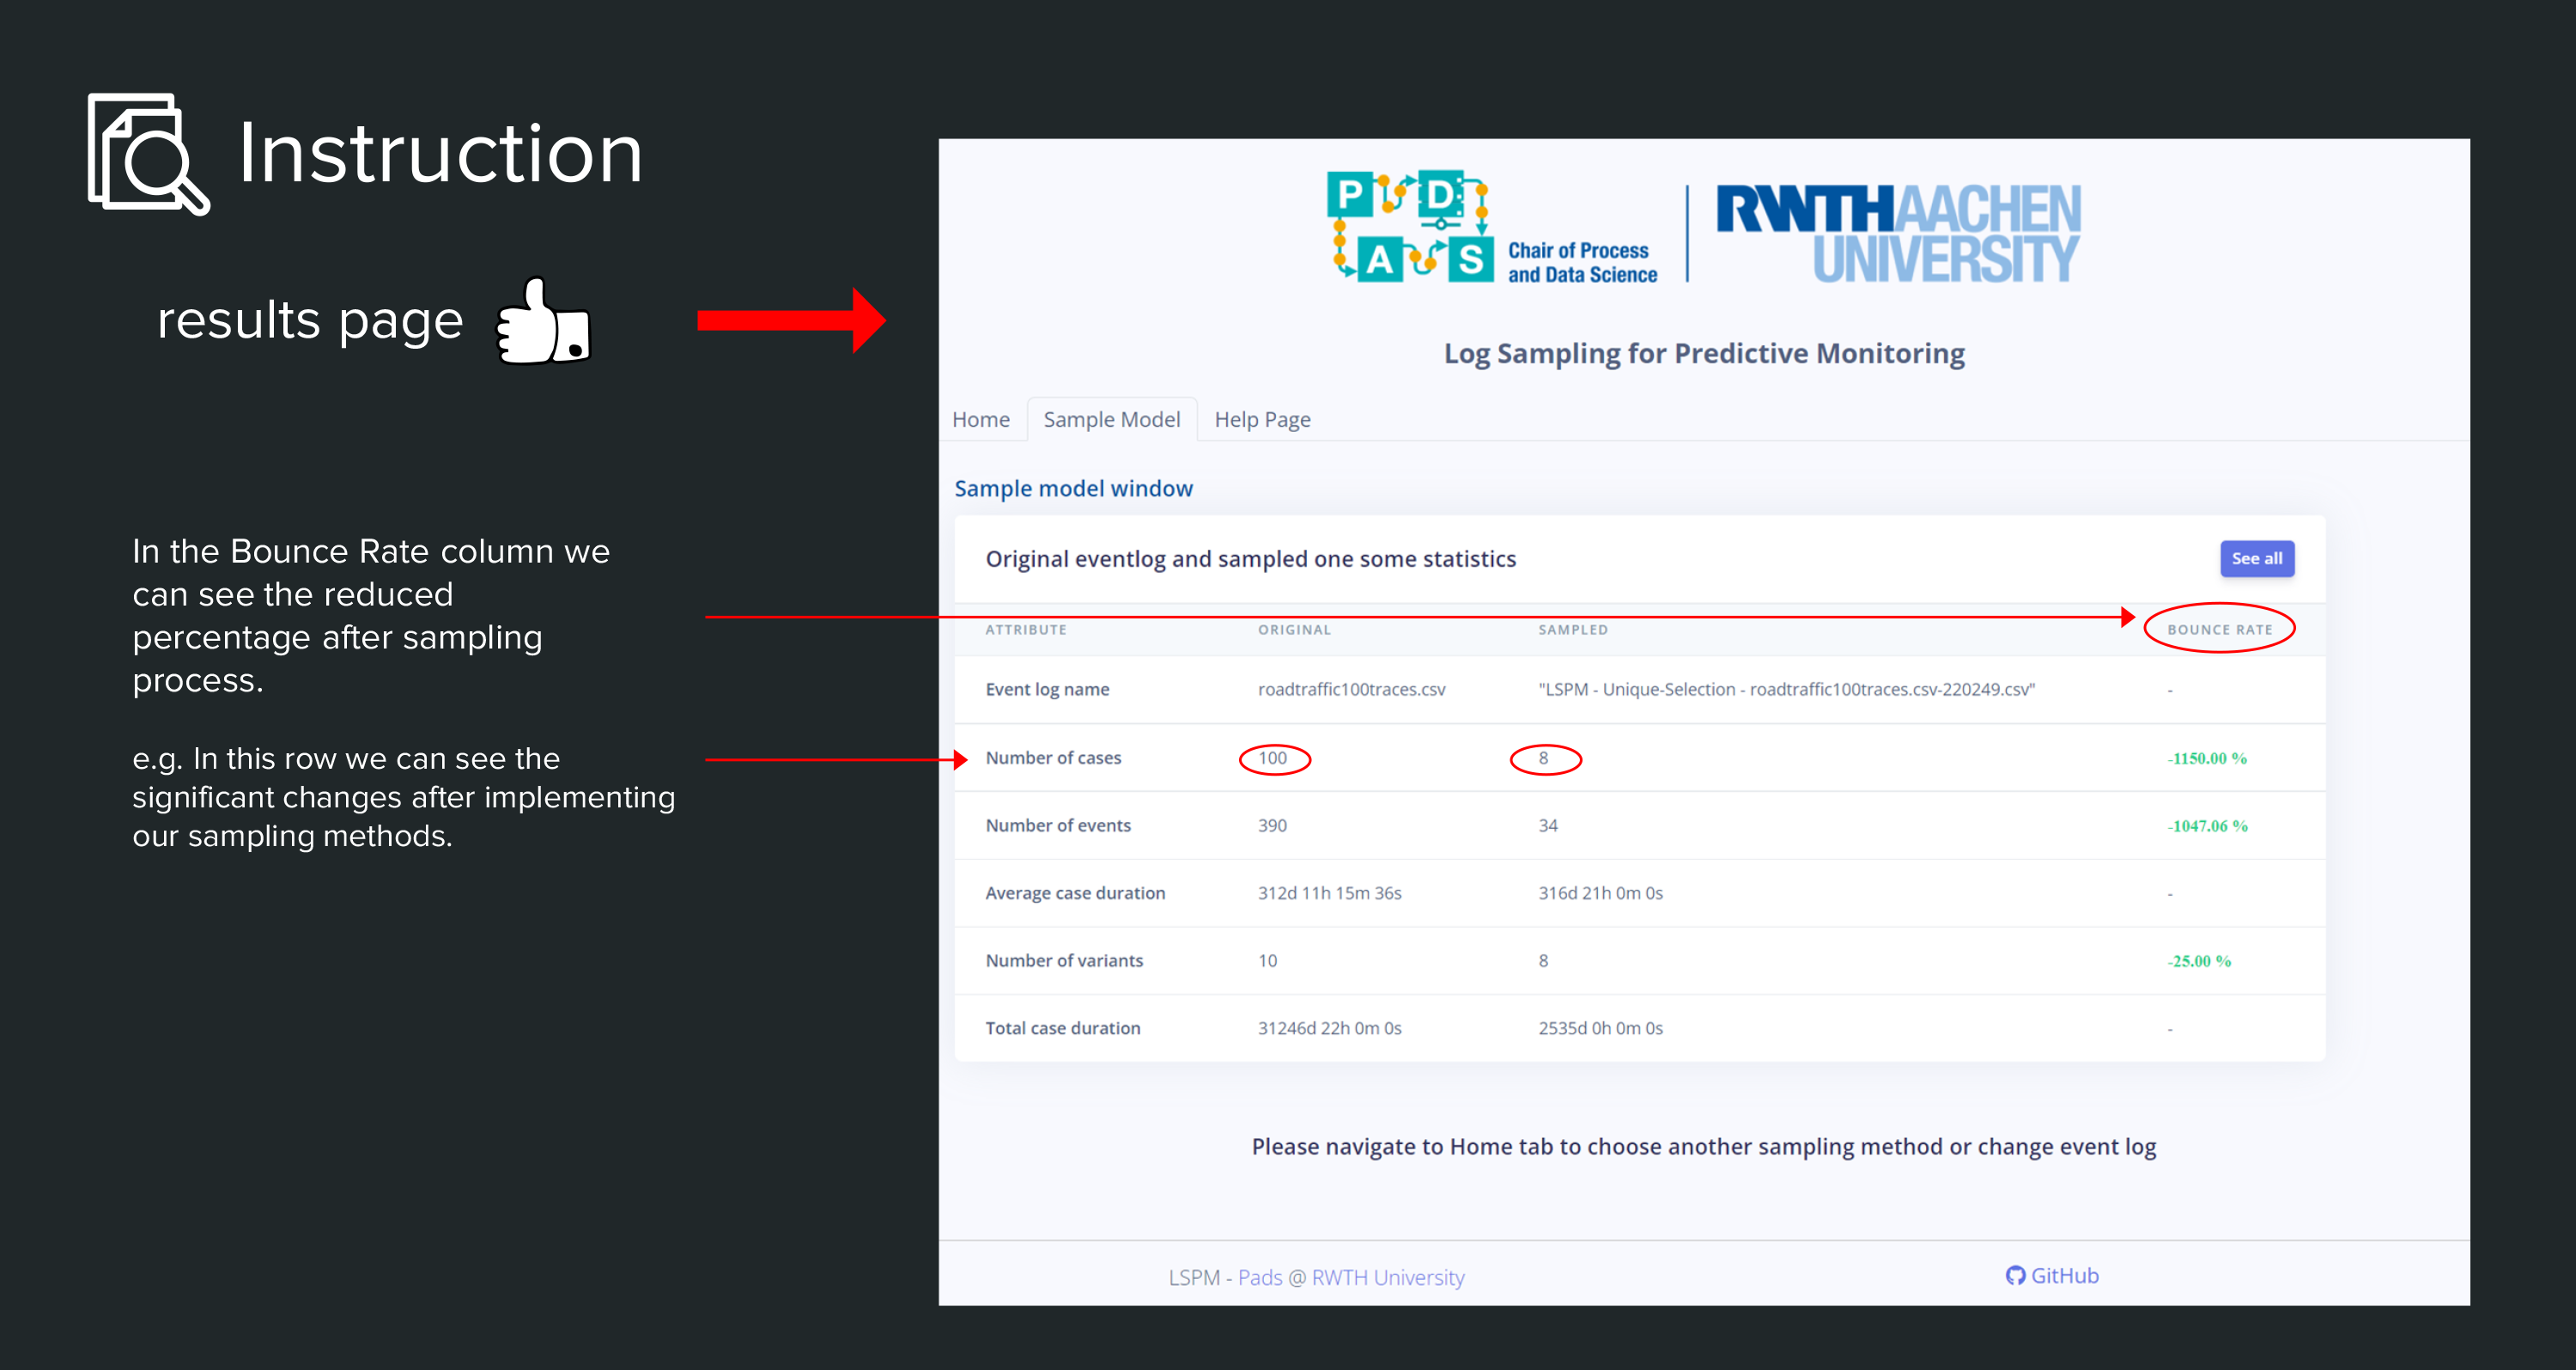 Instruction
results page
In the Bounce Rate column we
can see the reduced
percentage after sampling
process.
e.g. In this row we can see the
significant changes after implementing
our sampling methods.
P D
A S
Chair of Process
and Data Science
RWTHAACHEN
UNIVERSITY
Log Sampling for Predictive Monitoring
Home Sample Model Help Page
Sample model window
Original eventlog and sampled one some statistics See all
ATTRIBUTE ORIGINAL SAMPLED BOUNCE RATE
Event log name roadtraffic100traces.csv "LSPM - Unique-Selection - roadtraffic100traces.csv-220249.csv" -
Number of cases 100 8 -1150.00 %
Number of events 390 34 -1047.06 %
Average case duration 312d 11h 15m 36s 316d 21h 0m 0s -
Number of variants 10 8 -25.00 %
Total case duration 31246d 22h 0m 0s 2535d 0h 0m 0s -
Please navigate to Home tab to choose another sampling method or change event log
LSPM - Pads @ RWTH University GitHub